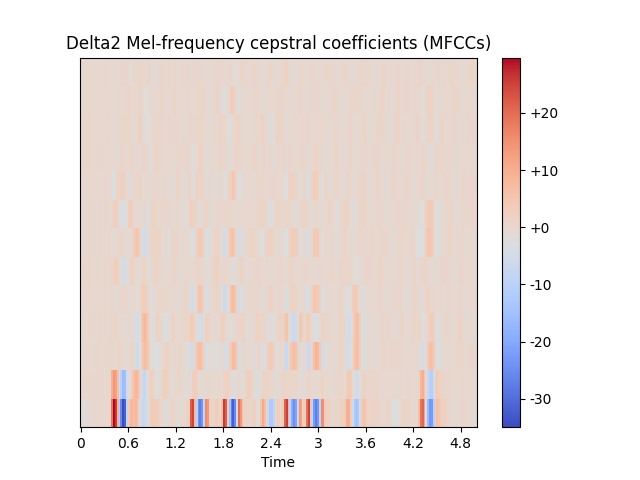 Delta2 Mel-frequency cepstral coefficients (MFCCs)
+20
+10
+0
-10
-20
-30
0 0.6 1.2 1.8 2.4 3 3.6 4.2 4.8
Time